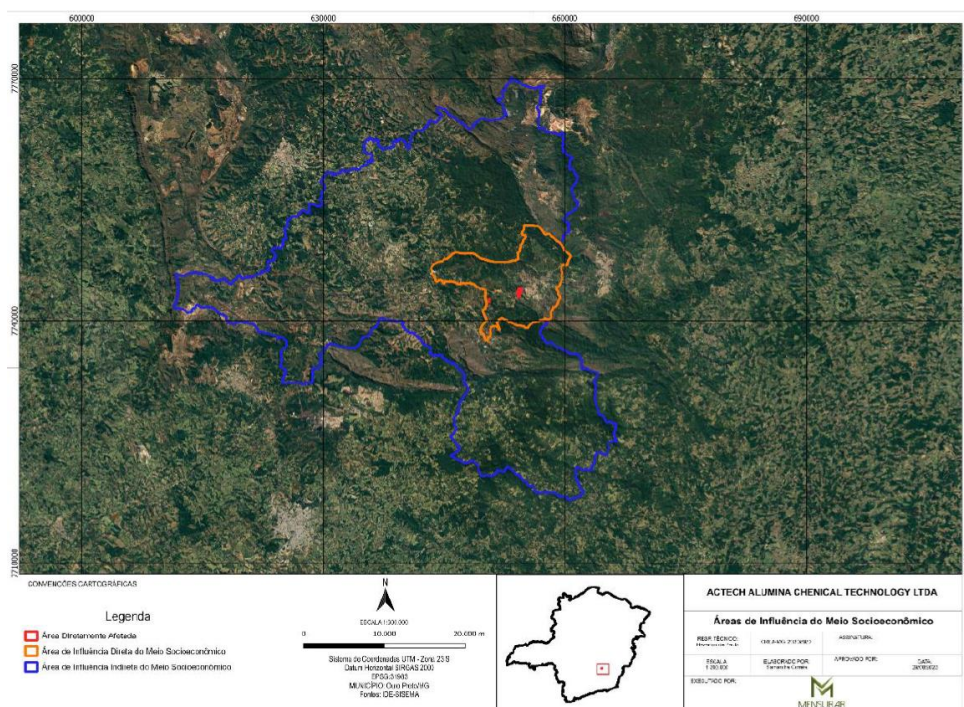 600000 630000 660000 690000
7770000
7740000
7710000
CONVENÇÕES CARTOGRÁFICAS
Legenda
Área Diretamente Afetada
Área de Influência Direta do Meio Socioeconômico
Área de Influência Indireta do Meio Socioeconômico
N
0 10.000 20.000 m
Sistema de Coordenadas UTM - Zona 23 S
Datum Horizontal SIRGAS 2000
MUNICÍPIO: Ouro Preto/MG
Fontes: IDE-SISEMA
ACTECH ALUMINA CHENICAL TECHNOLOGY LTDA
Áreas de Influência do Meio Socioeconômico
RESP. TÉCNICO:
ASSINATURA:
ESCALA
ELABORADO POR:
APROVADO POR:
DATA:
EXECUTADO POR: